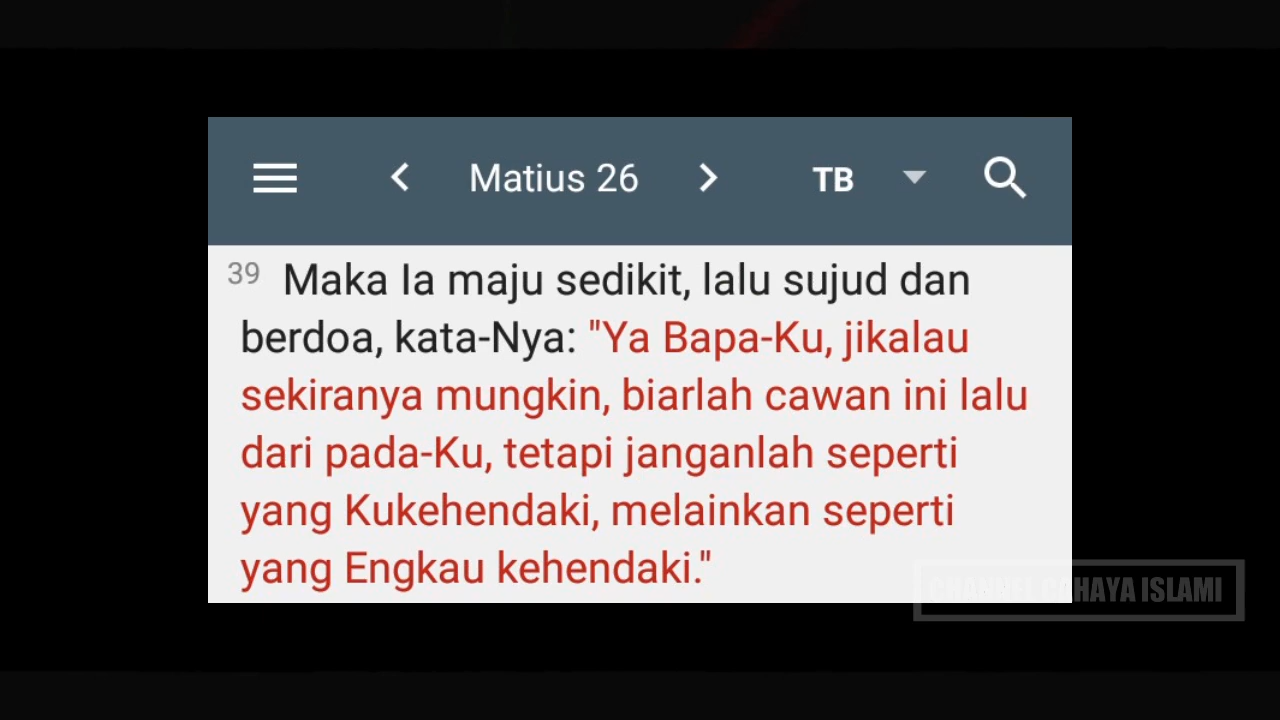 Matius 26
TB
39 Maka Ia maju sedikit, lalu sujud dan
berdoa, kata-Nya: "Ya Bapa-Ku, jikalau
sekiranya mungkin, biarlah cawan ini lalu
dari pada-Ku, tetapi janganlah seperti
yang Kukehendaki, melainkan seperti
yang Engkau kehendaki."
CHANNEL CAHAYA ISLAMI